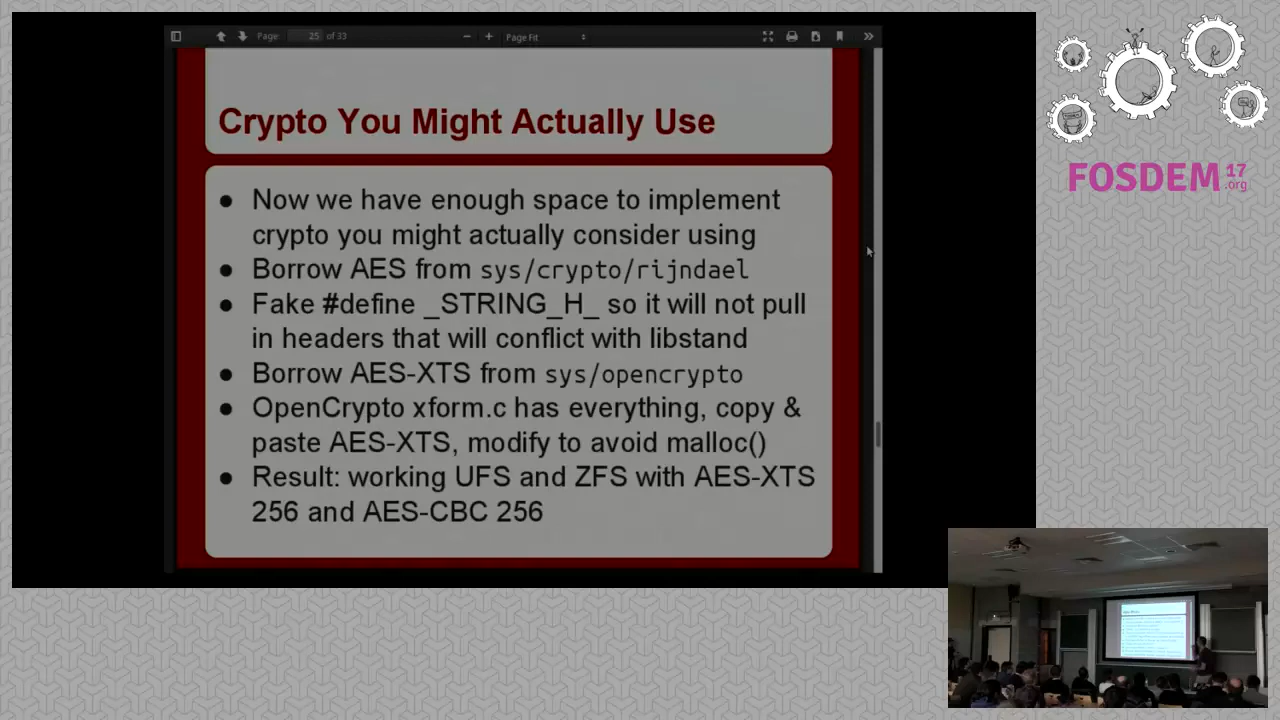 Page 25 of 33
Page Fit
Crypto You Might Actually Use
● Now we have enough space to implement
crypto you might actually consider using
● Borrow AES from sys/crypto/rijndael
● Fake #define _STRING_H_ so it will not pull
in headers that will conflict with libstand
● Borrow AES-XTS from sys/opencrypto
● OpenCrypto xform.c has everything, copy &
paste AES-XTS, modify to avoid malloc()
● Result: working UFS and ZFS with AES-XTS
256 and AES-CBC 256
FOSDEM 17
.org